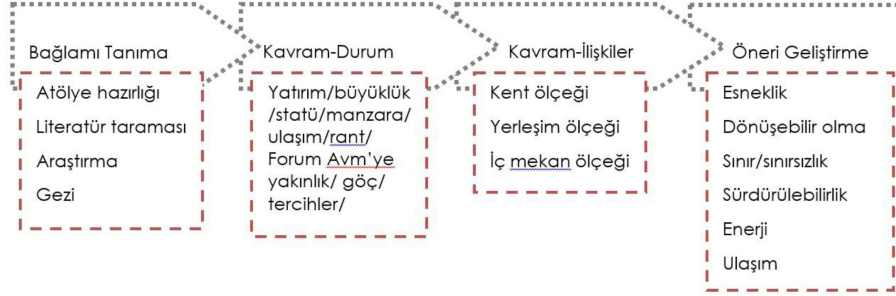 Bağlamı Tanıma
Atölye hazırlığı
Literatür taraması
Araştırma
Gezi
Kavram-Durum
Yatırım/büyüklük
/statü/manzara/
ulaşım/rant/
Forum Avm'ye
yakınlık/ göç/
tercihler/
Kavram-İlişkiler
Kent ölçeği
Yerleşim ölçeği
İç mekan ölçeği
Öneri Geliştirme
Esneklik
Dönüşebilir olma
Sınır/sınırsızlık
Sürdürülebilirlik
Enerji
Ulaşım